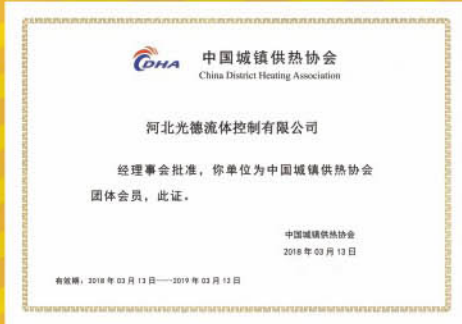 CDHA
中国城镇供热协会
China District Heating Association
河北光德流体控制有限公司
经理事会批准，你单位为中国城镇供热协会
团体会员，此证。
中国城镇供热协会
2018 年 03 月 13 日
有效期：2018 年 03 月 13 日——2019 年 03 月 12 日